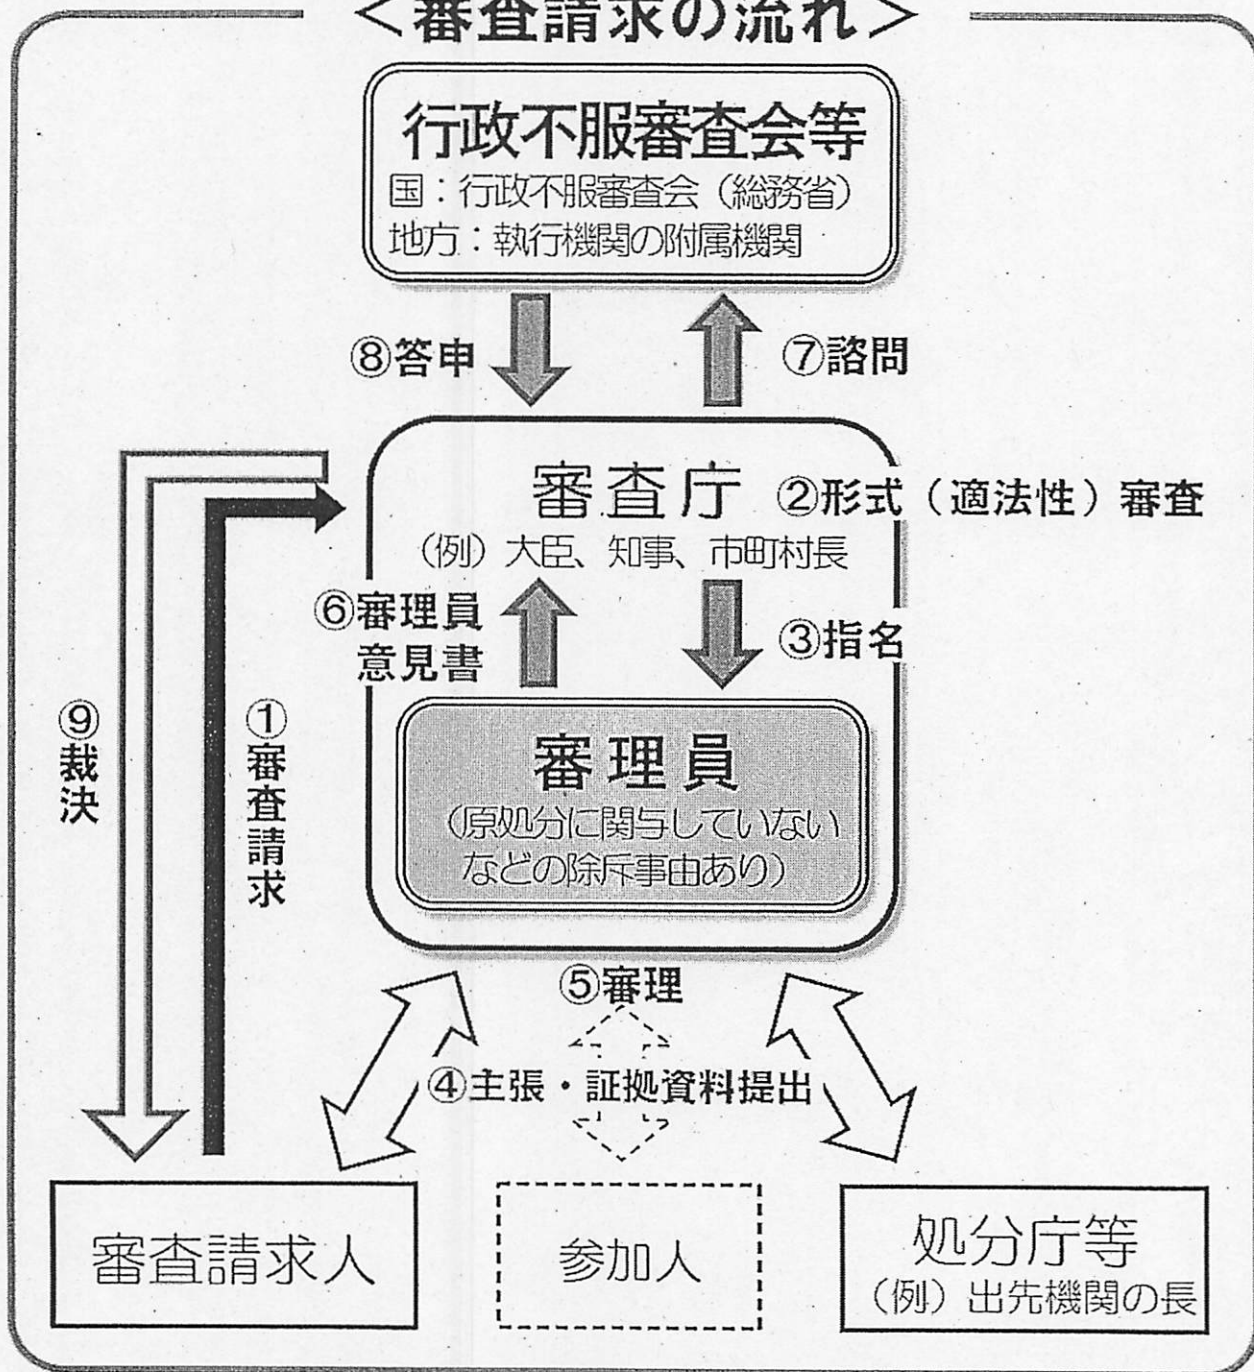 ＜審査請求の流れ＞
行政不服審査会等
国：行政不服審査会（総務省）
地方：執行機関の附属機関
⑧答申
⑦諮問
審査庁
②形式（適法性）審査
（例）大臣、知事、市町村長
⑥審理員
意見書
③指名
審理員
（原処分に関与していない
などの除斥事由あり）
⑨裁決
①審査請求
⑤審理
④主張・証拠資料提出
審査請求人
参加人
処分庁等
（例）出先機関の長